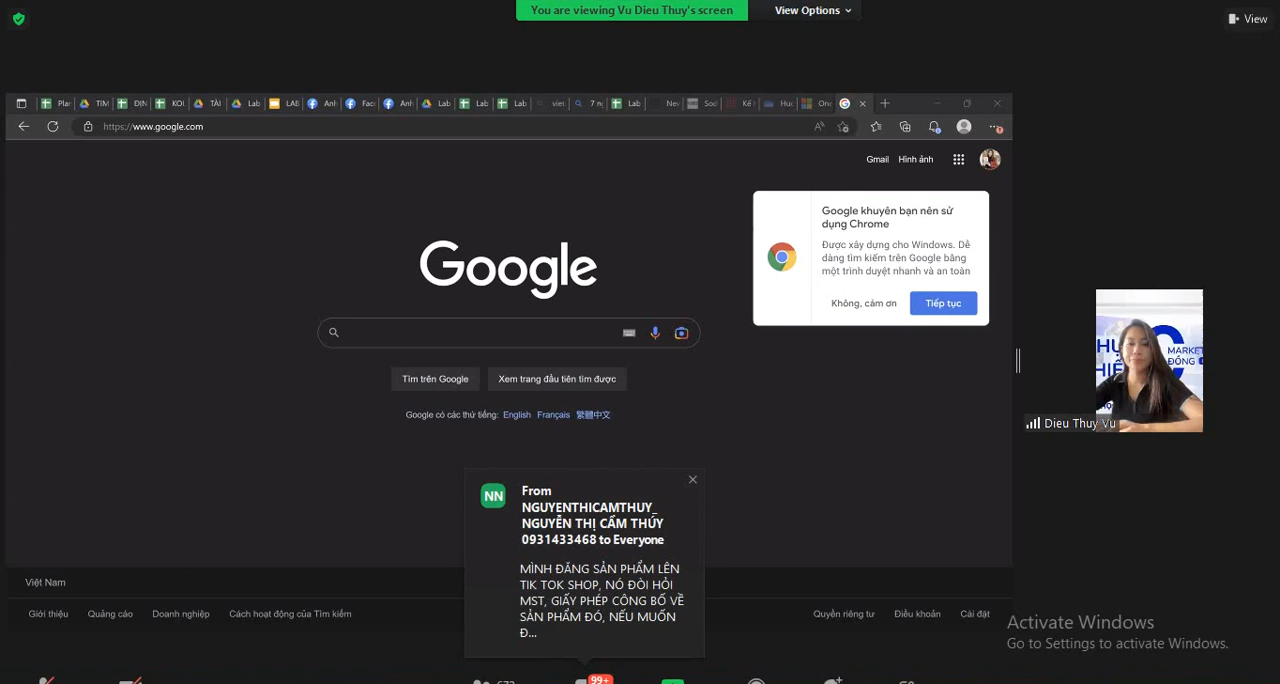 You are viewing Vu Dieu Thuy's screen
View Options
View
https://www.google.com
Gmail
Hình ảnh
Google khuyên bạn nên sử
dụng Chrome
Được xây dựng cho Windows. Dễ
dàng tìm kiếm trên Google bằng
một trình duyệt nhanh và an toàn
Không, cảm ơn
Tiếp tục
Google
Tìm trên Google
Xem trang đầu tiên tìm được
Google có các thứ tiếng: English Français 繁體中文
MARKET
ĐÔNG
Dieu Thuy Vu
NN
From
NGUYENTHICAMTHUY_
NGUYỄN THỊ CẨM THÚY
0931433468 to Everyone
MÌNH ĐĂNG SẢN PHẨM LÊN
TIK TOK SHOP, NÓ ĐÒI HỎI
MST, GIẤY PHÉP CÔNG BỐ VỀ
SẢN PHẨM ĐÓ, NẾU MUỐN
Đ...
Việt Nam
Giới thiệu
Quảng cáo
Doanh nghiệp
Cách hoạt động của Tìm kiếm
Quyền riêng tư
Điều khoản
Cài đặt
Activate Windows
Go to Settings to activate Windows.
99+